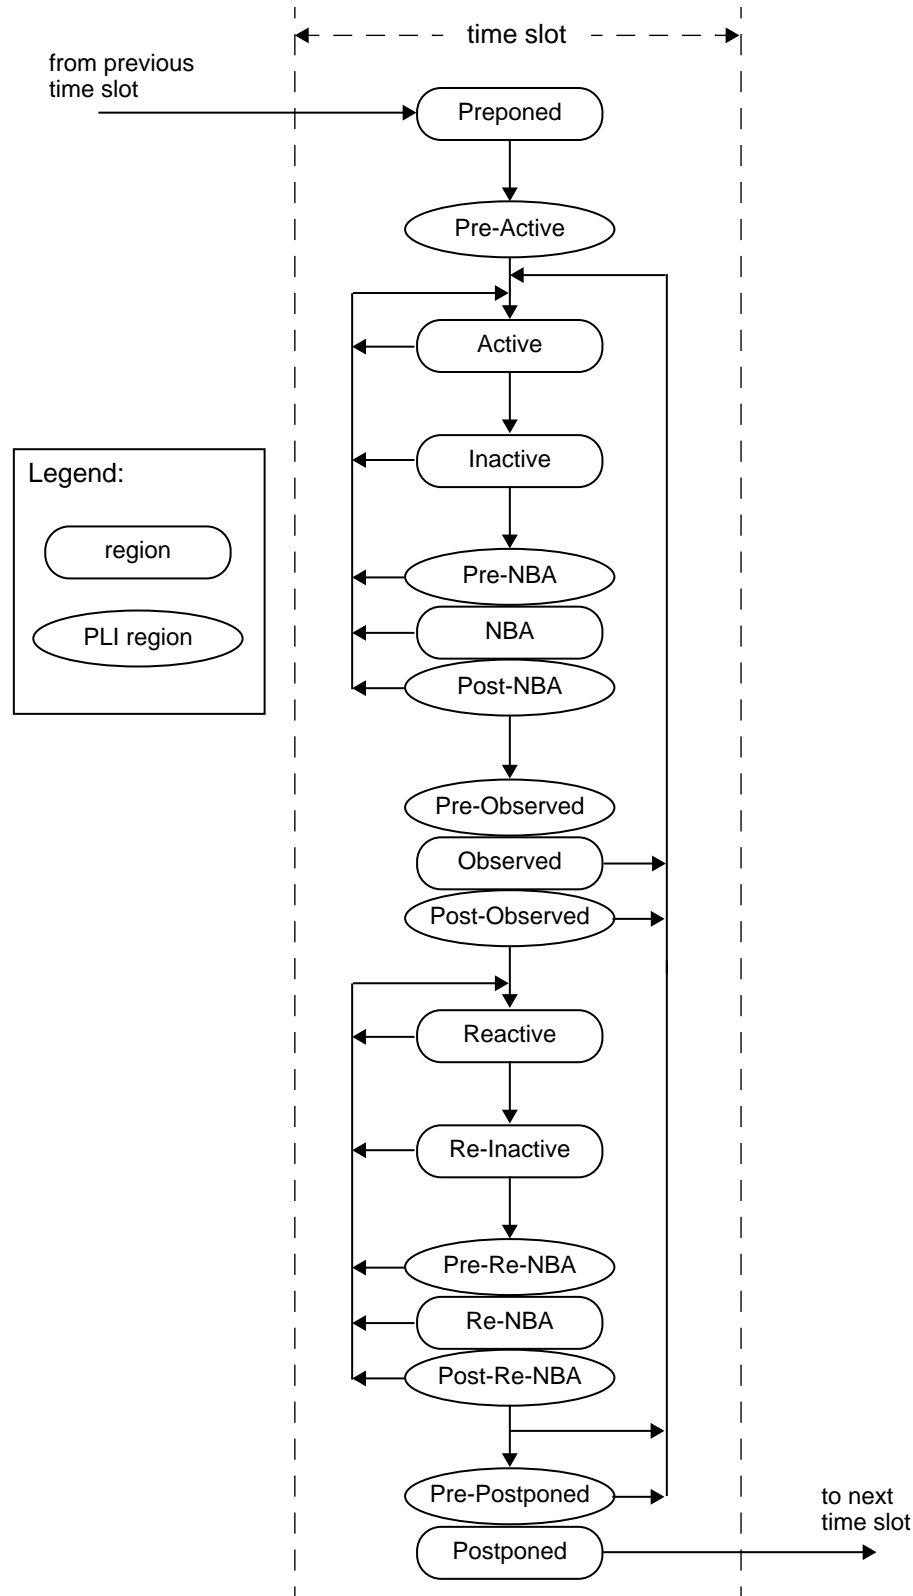 time slot
from previous
time slot
Preponed
Pre-Active
Active
Inactive
Legend:
region
PLI region
Pre-NBA
NBA
Post-NBA
Pre-Observed
Observed
Post-Observed
Reactive
Re-Inactive
Pre-Re-NBA
Re-NBA
Post-Re-NBA
Pre-Postponed
Postponed
to next
time slot